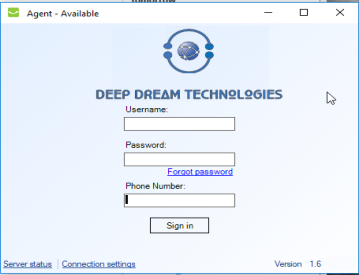 Agent - Available
DEEP DREAM TECHNOLOGIES
Username:
Password:
Forgot password
Phone Number:
Sign in
Server status Connection settings Version 1.6